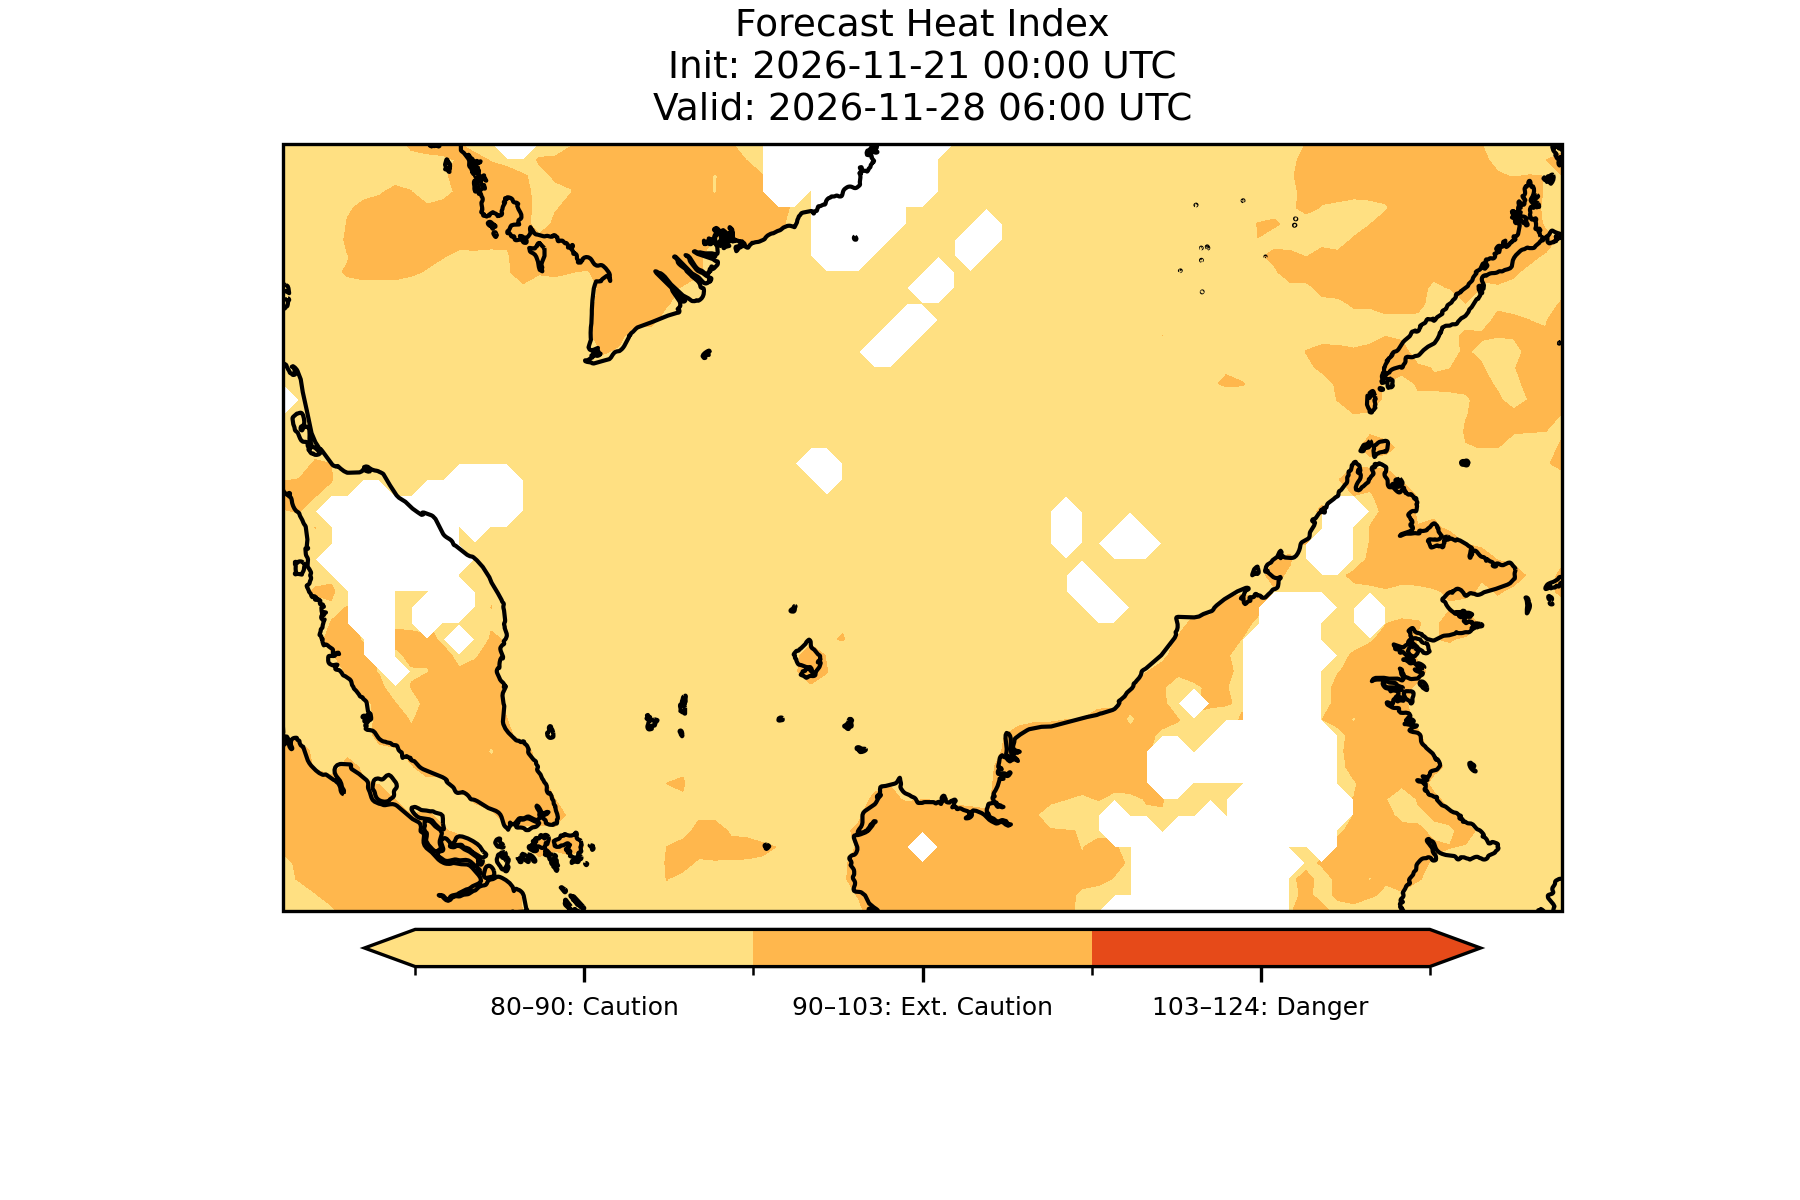 Forecast Heat Index
Init: 2026-11-21 00:00 UTC
Valid: 2026-11-28 06:00 UTC
80–90: Caution
90–103: Ext. Caution
103–124: Danger